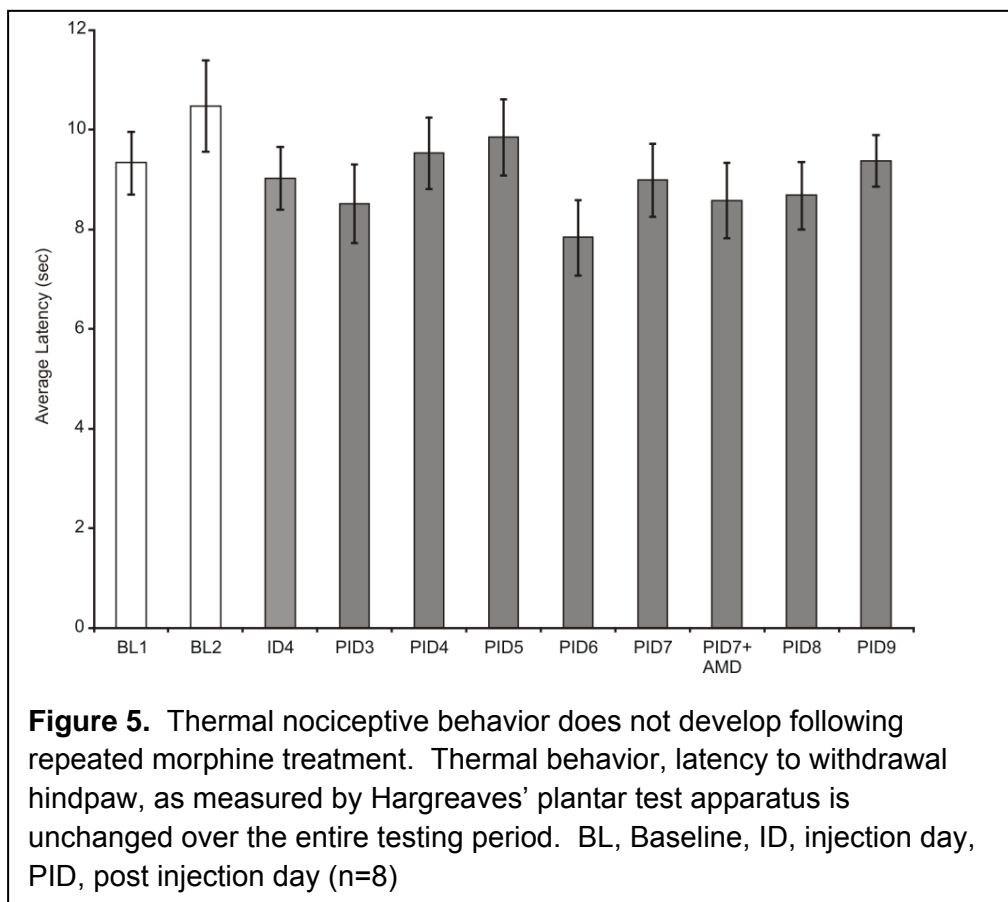 12
10
8
6
4
2
0
Average Latency (sec)
BL1 BL2 ID4 PID3 PID4 PID5 PID6 PID7 PID7+ PID8 PID9
AMD
Figure 5. Thermal nociceptive behavior does not develop following
repeated morphine treatment. Thermal behavior, latency to withdrawal
hindpaw, as measured by Hargreaves’ plantar test apparatus is
unchanged over the entire testing period. BL, Baseline, ID, injection day,
PID, post injection day (n=8)